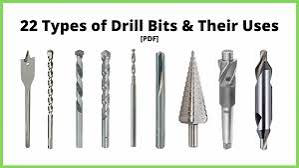 22 Types of Drill Bits & Their Uses
[PDF]